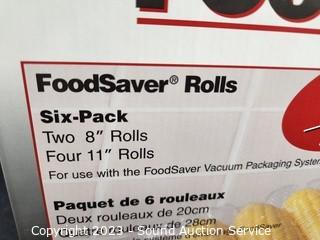 FoodSaver® Rolls
Six-Pack
Two 8" Rolls
Four 11" Rolls
For use with the FoodSaver Vacuum Packaging System
Paquet de 6 rouleaux
Deux rouleaux de 20cm
28cm
Copyright 2023 - Sound Auction Service